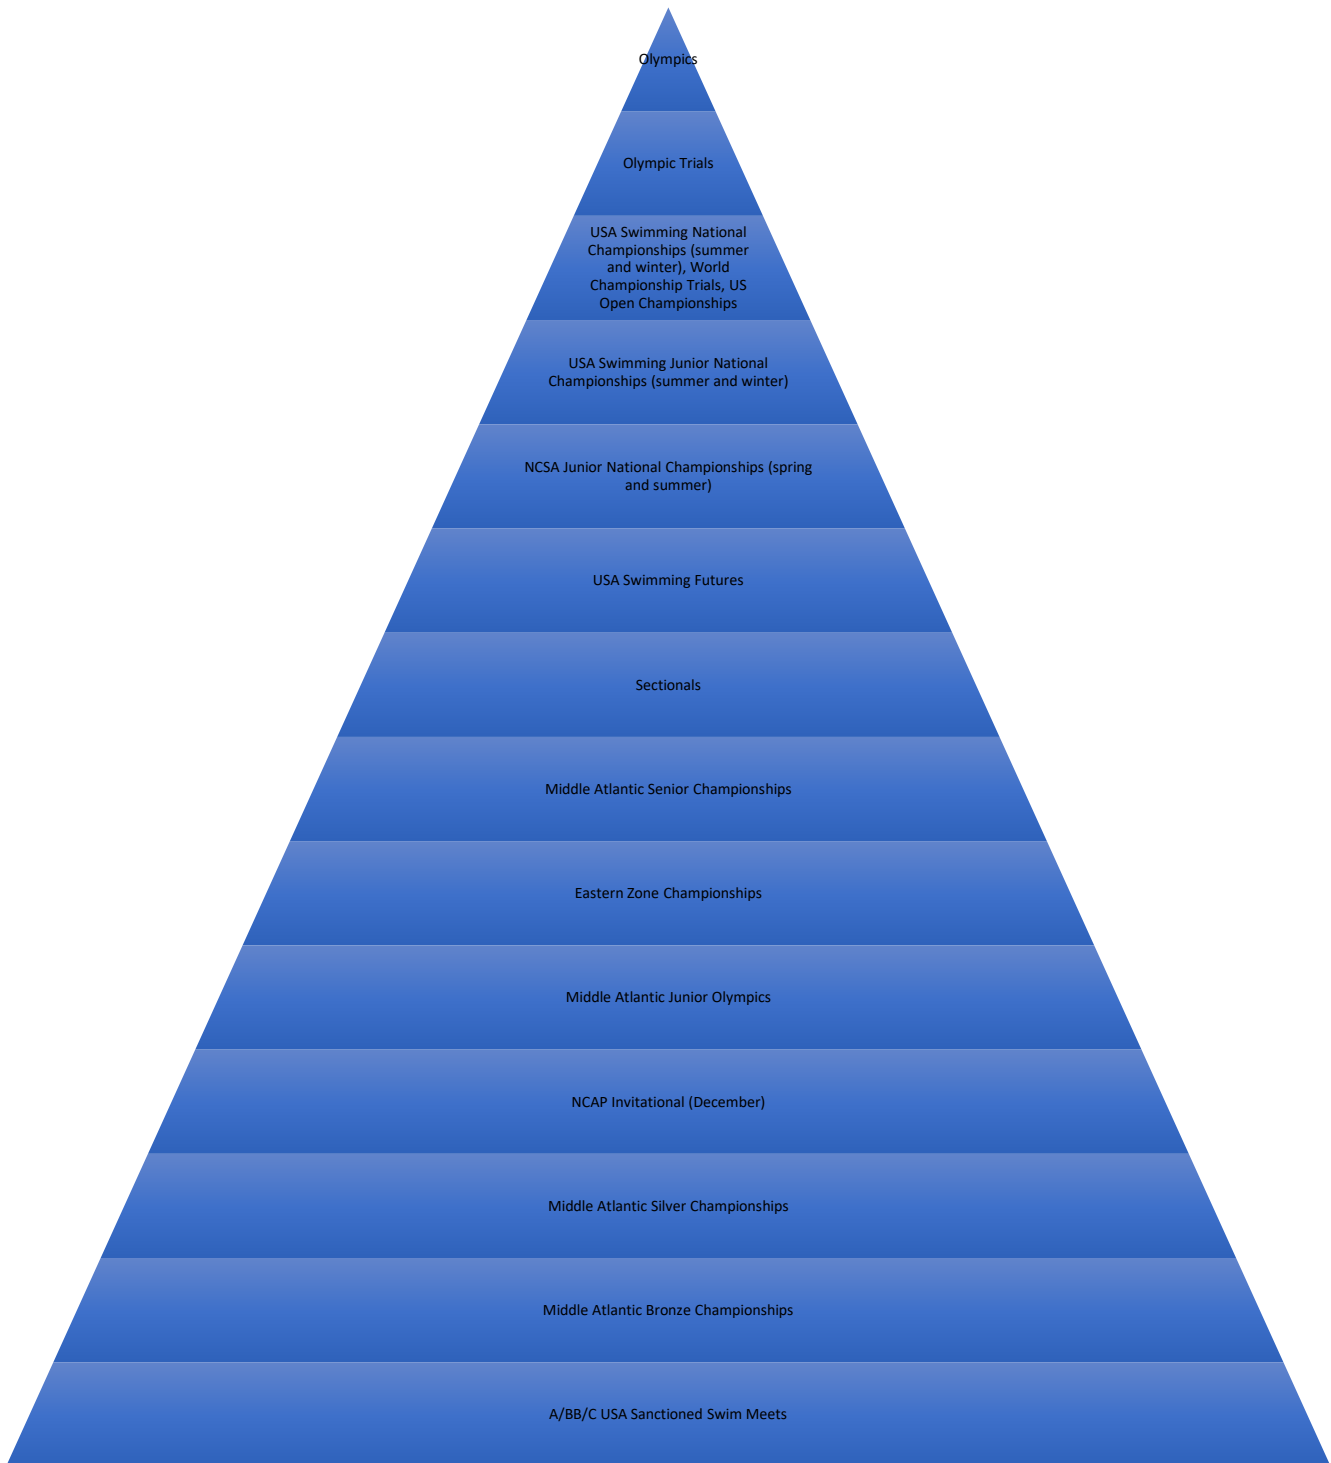 Olympics
Olympic Trials
USA Swimming National
Championships (summer
and winter), World
Championship Trials, US
Open Championships
USA Swimming Junior National
Championships (summer and winter)
NCSA Junior National Championships (spring
and summer)
USA Swimming Futures
Sectionals
Middle Atlantic Senior Championships
Eastern Zone Championships
Middle Atlantic Junior Olympics
NCAP Invitational (December)
Middle Atlantic Silver Championships
Middle Atlantic Bronze Championships
A/BB/C USA Sanctioned Swim Meets